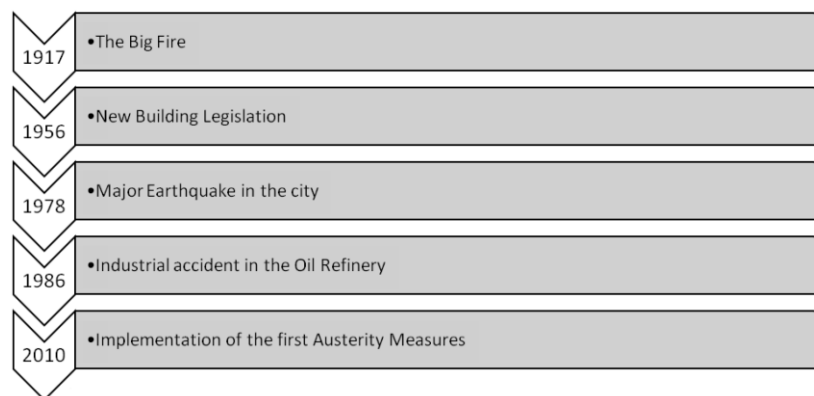 1917 •The Big Fire
1956 •New Building Legislation
1978 •Major Earthquake in the city
1986 •Industrial accident in the Oil Refinery
2010 •Implementation of the first Austerity Measures